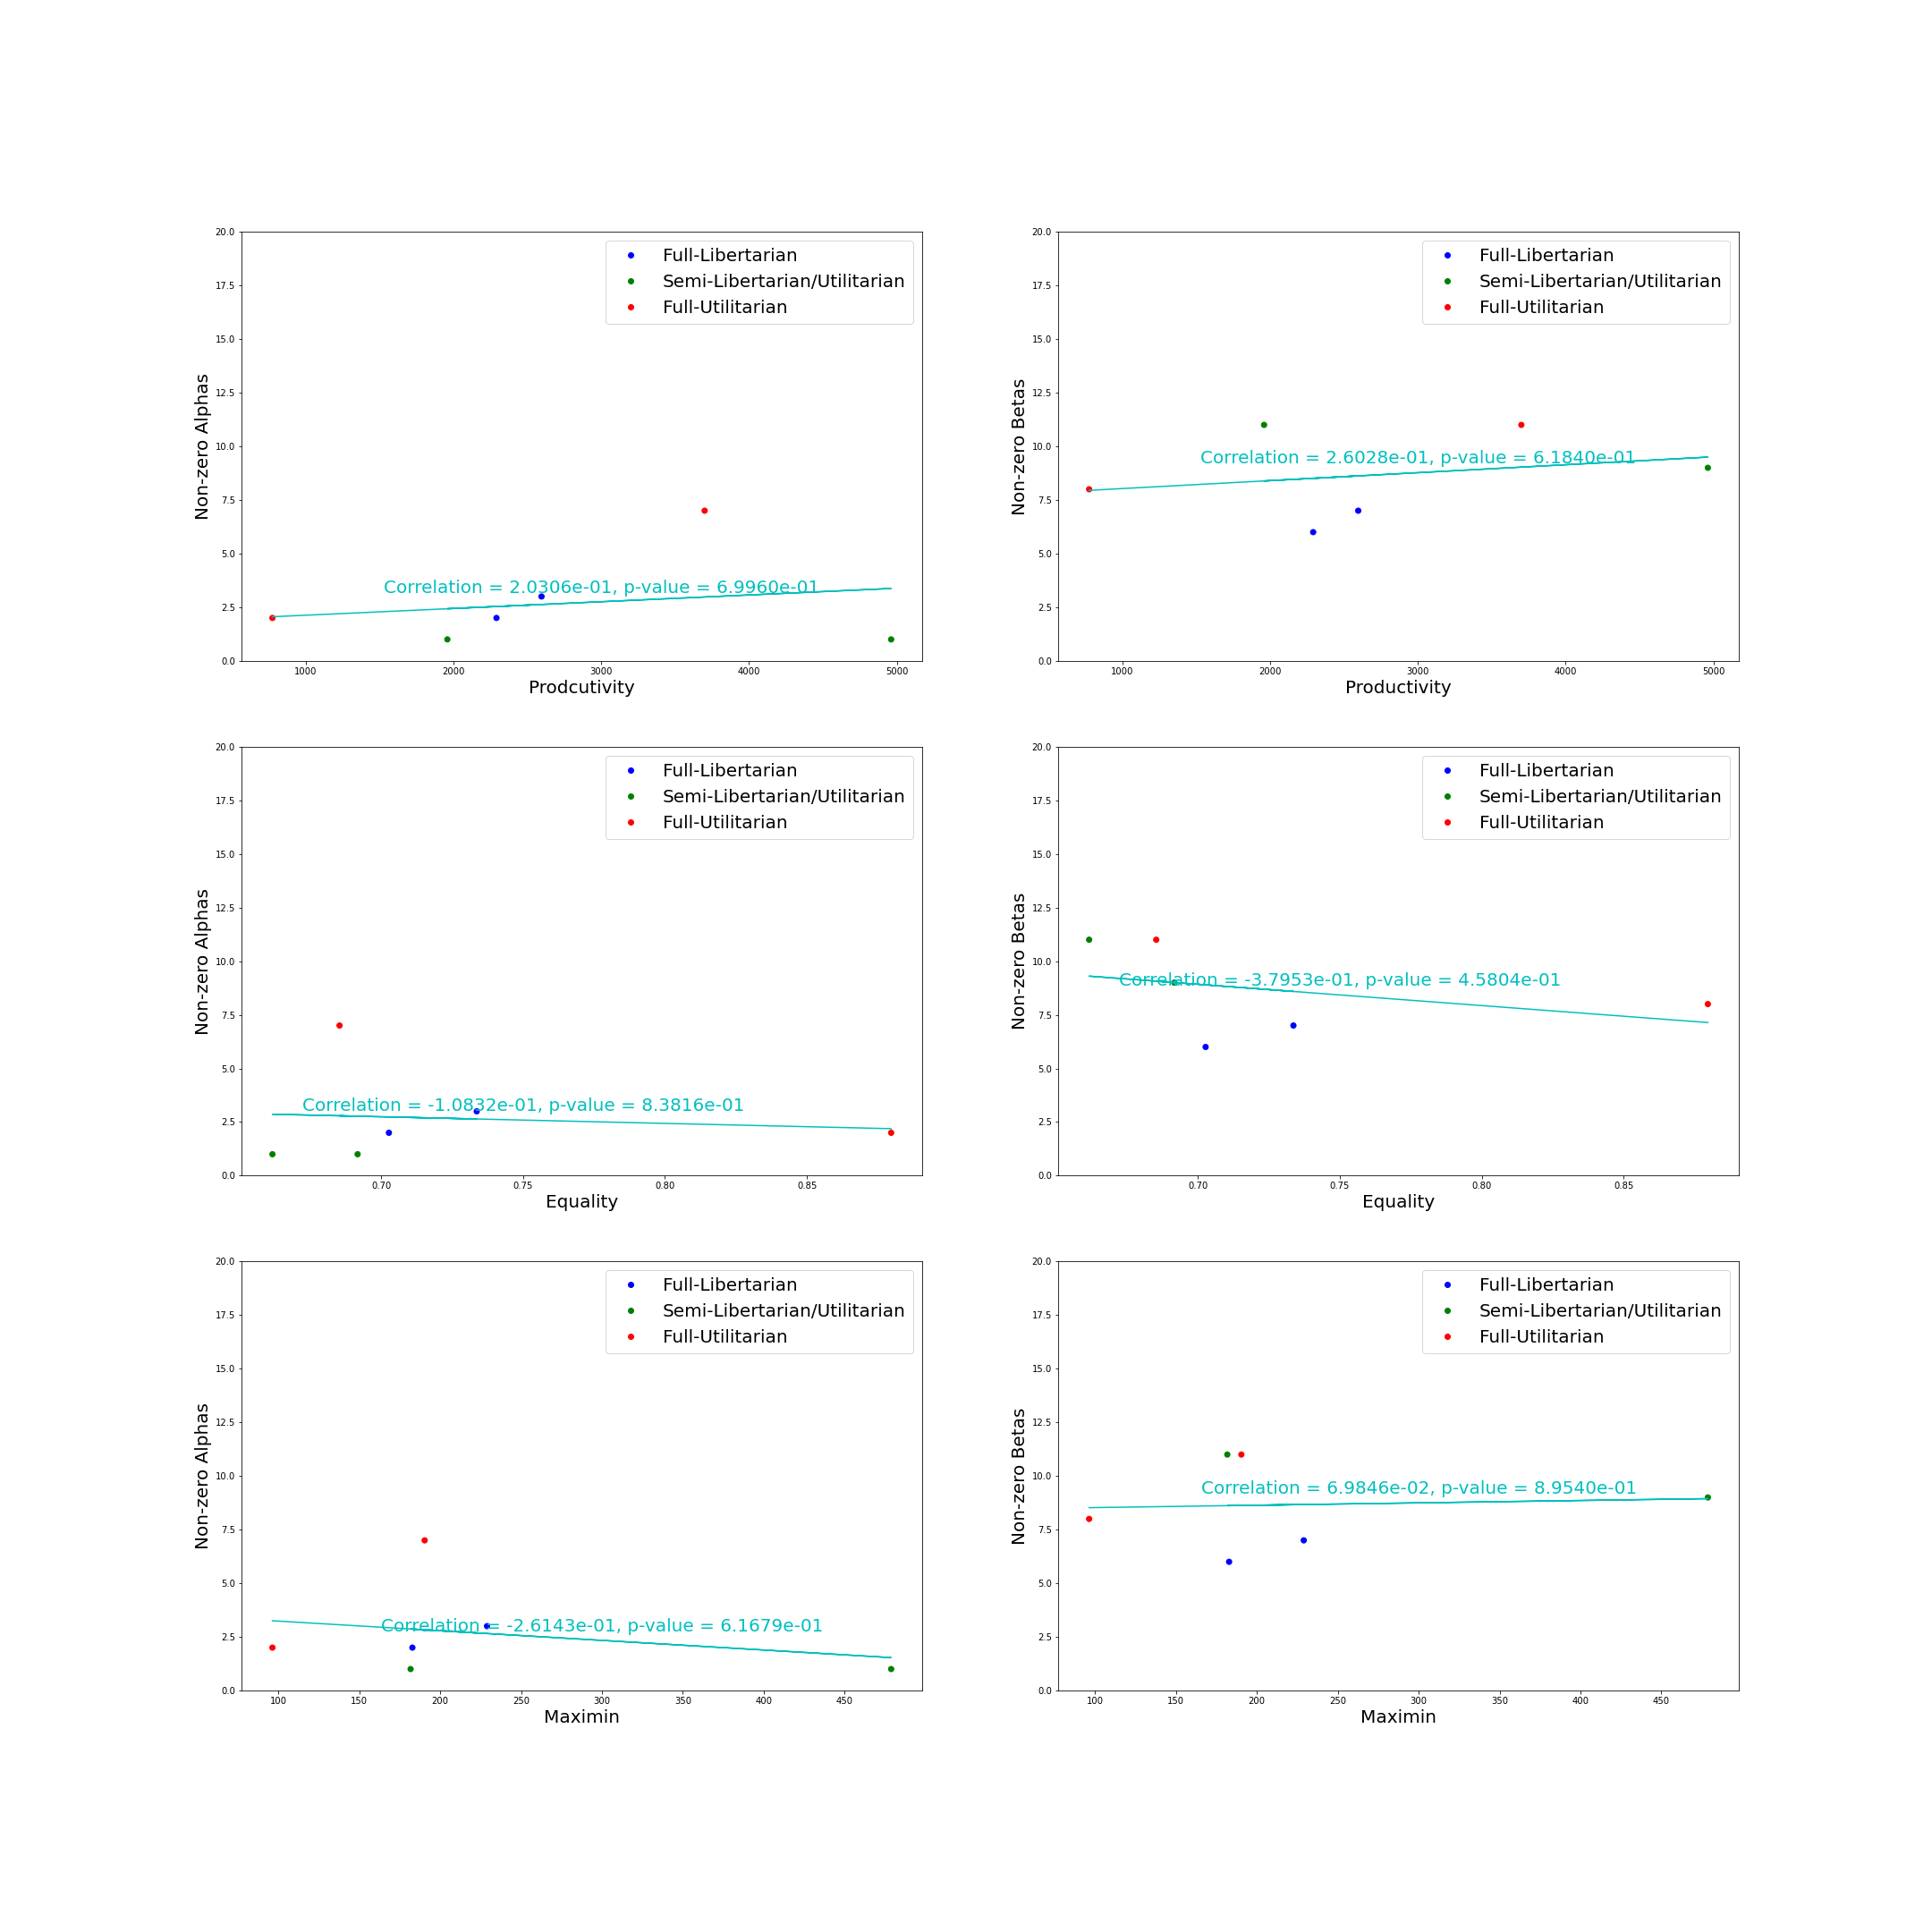 20.0
17.5
15.0
12.5
10.0
7.5
5.0
2.5
0.0
Non-zero Alphas
Full-Libertarian
Semi-Libertarian/Utilitarian
Full-Utilitarian
Correlation = 2.0306e-01, p-value = 6.9960e-01
1000 2000 3000 4000 5000
Prodcutivity
20.0
17.5
15.0
12.5
10.0
7.5
5.0
2.5
0.0
Non-zero Betas
Full-Libertarian
Semi-Libertarian/Utilitarian
Full-Utilitarian
Correlation = 2.6028e-01, p-value = 6.1840e-01
1000 2000 3000 4000 5000
Productivity
20.0
17.5
15.0
12.5
10.0
7.5
5.0
2.5
0.0
Non-zero Alphas
Full-Libertarian
Semi-Libertarian/Utilitarian
Full-Utilitarian
Correlation = -1.0832e-01, p-value = 8.3816e-01
0.70 0.75 0.80 0.85
Equality
20.0
17.5
15.0
12.5
10.0
7.5
5.0
2.5
0.0
Non-zero Betas
Full-Libertarian
Semi-Libertarian/Utilitarian
Full-Utilitarian
Correlation = -3.7953e-01, p-value = 4.5804e-01
0.70 0.75 0.80 0.85
Equality
20.0
17.5
15.0
12.5
10.0
7.5
5.0
2.5
0.0
Non-zero Alphas
Full-Libertarian
Semi-Libertarian/Utilitarian
Full-Utilitarian
Correlation = -2.6143e-01, p-value = 6.1679e-01
100 150 200 250 300 350 400 450
Maximin
20.0
17.5
15.0
12.5
10.0
7.5
5.0
2.5
0.0
Non-zero Betas
Full-Libertarian
Semi-Libertarian/Utilitarian
Full-Utilitarian
Correlation = 6.9846e-02, p-value = 8.9540e-01
100 150 200 250 300 350 400 450
Maximin